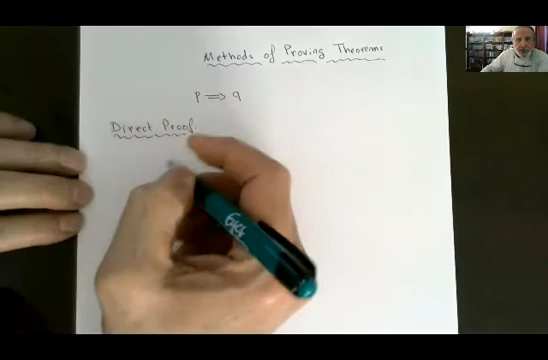 Methods of Proving Theorems
p ⟹ q
Direct Proof